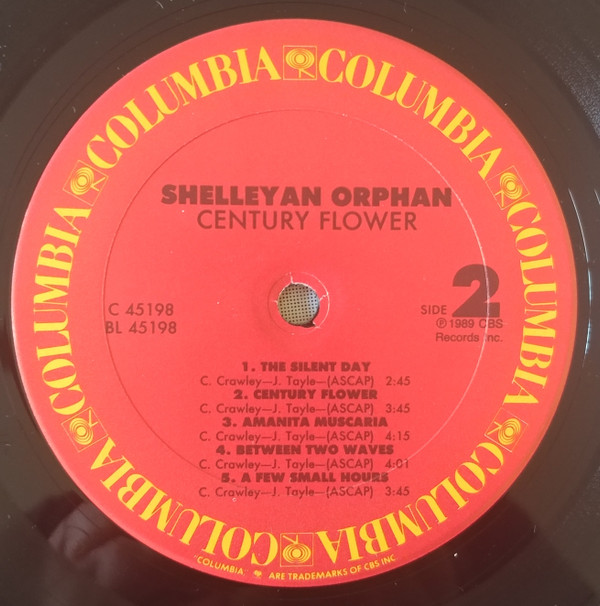 COLUMBIA COLUMBIA COLUMBIA COLUMBIA COLUMBIA COLUMBIA COLUMBIA COLUMBIA
SHELLEYAN ORPHAN
CENTURY FLOWER
C 45198
BL 45198
SIDE 2
℗ 1989 CBS
Records Inc.
1. THE SILENT DAY
C. Crawley—J. Tayle—(ASCAP) 2:45
2. CENTURY FLOWER
C. Crawley—J. Tayle—(ASCAP) 3:45
3. AMANITA MUSCARIA
C. Crawley—J. Tayle—(ASCAP) 4:15
4. BETWEEN TWO WAVES
C. Crawley—J. Tayle—(ASCAP) 4:01
5. A FEW SMALL HOURS
C. Crawley—J. Tayle—(ASCAP) 3:45
"COLUMBIA" ARE TRADEMARKS OF CBS INC